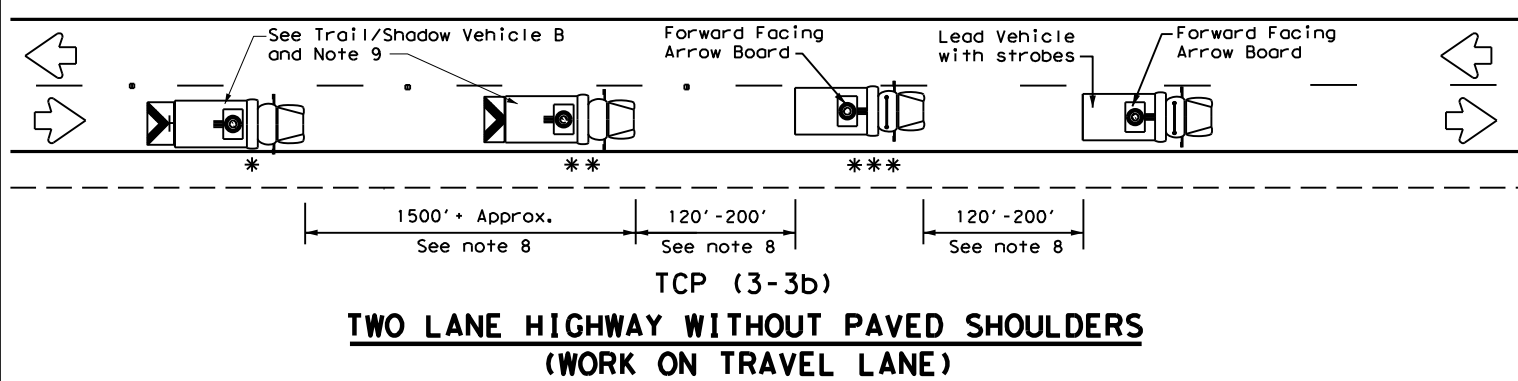 See Trail/Shadow Vehicle B
and Note 9
Forward Facing
Arrow Board
Lead Vehicle
with strobes
Forward Facing
Arrow Board
*
**
***
1500'+ Approx.
See note 8
120'-200'
See note 8
120'-200'
See note 8
TCP (3-3b)
TWO LANE HIGHWAY WITHOUT PAVED SHOULDERS
(WORK ON TRAVEL LANE)